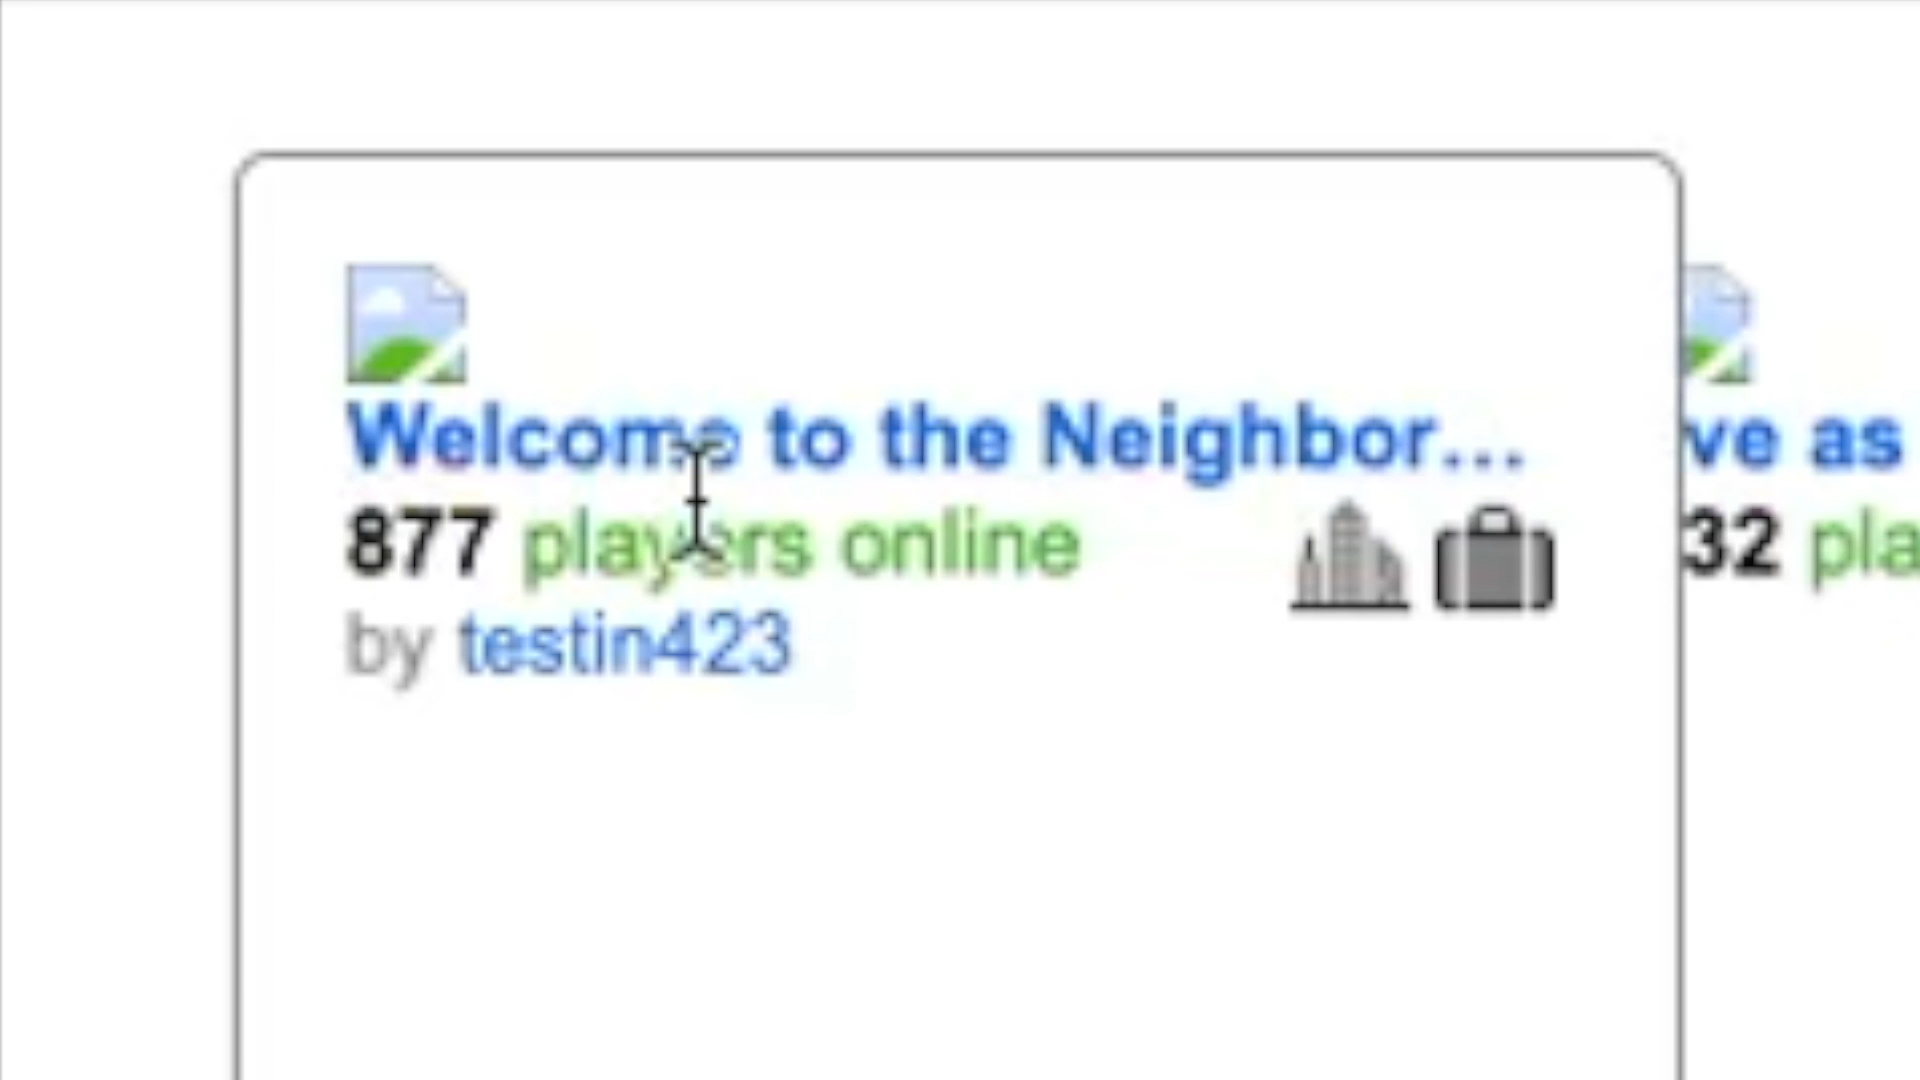 Welcome to the Neighbor...
877 players online
by testin423
ve as
32 pla